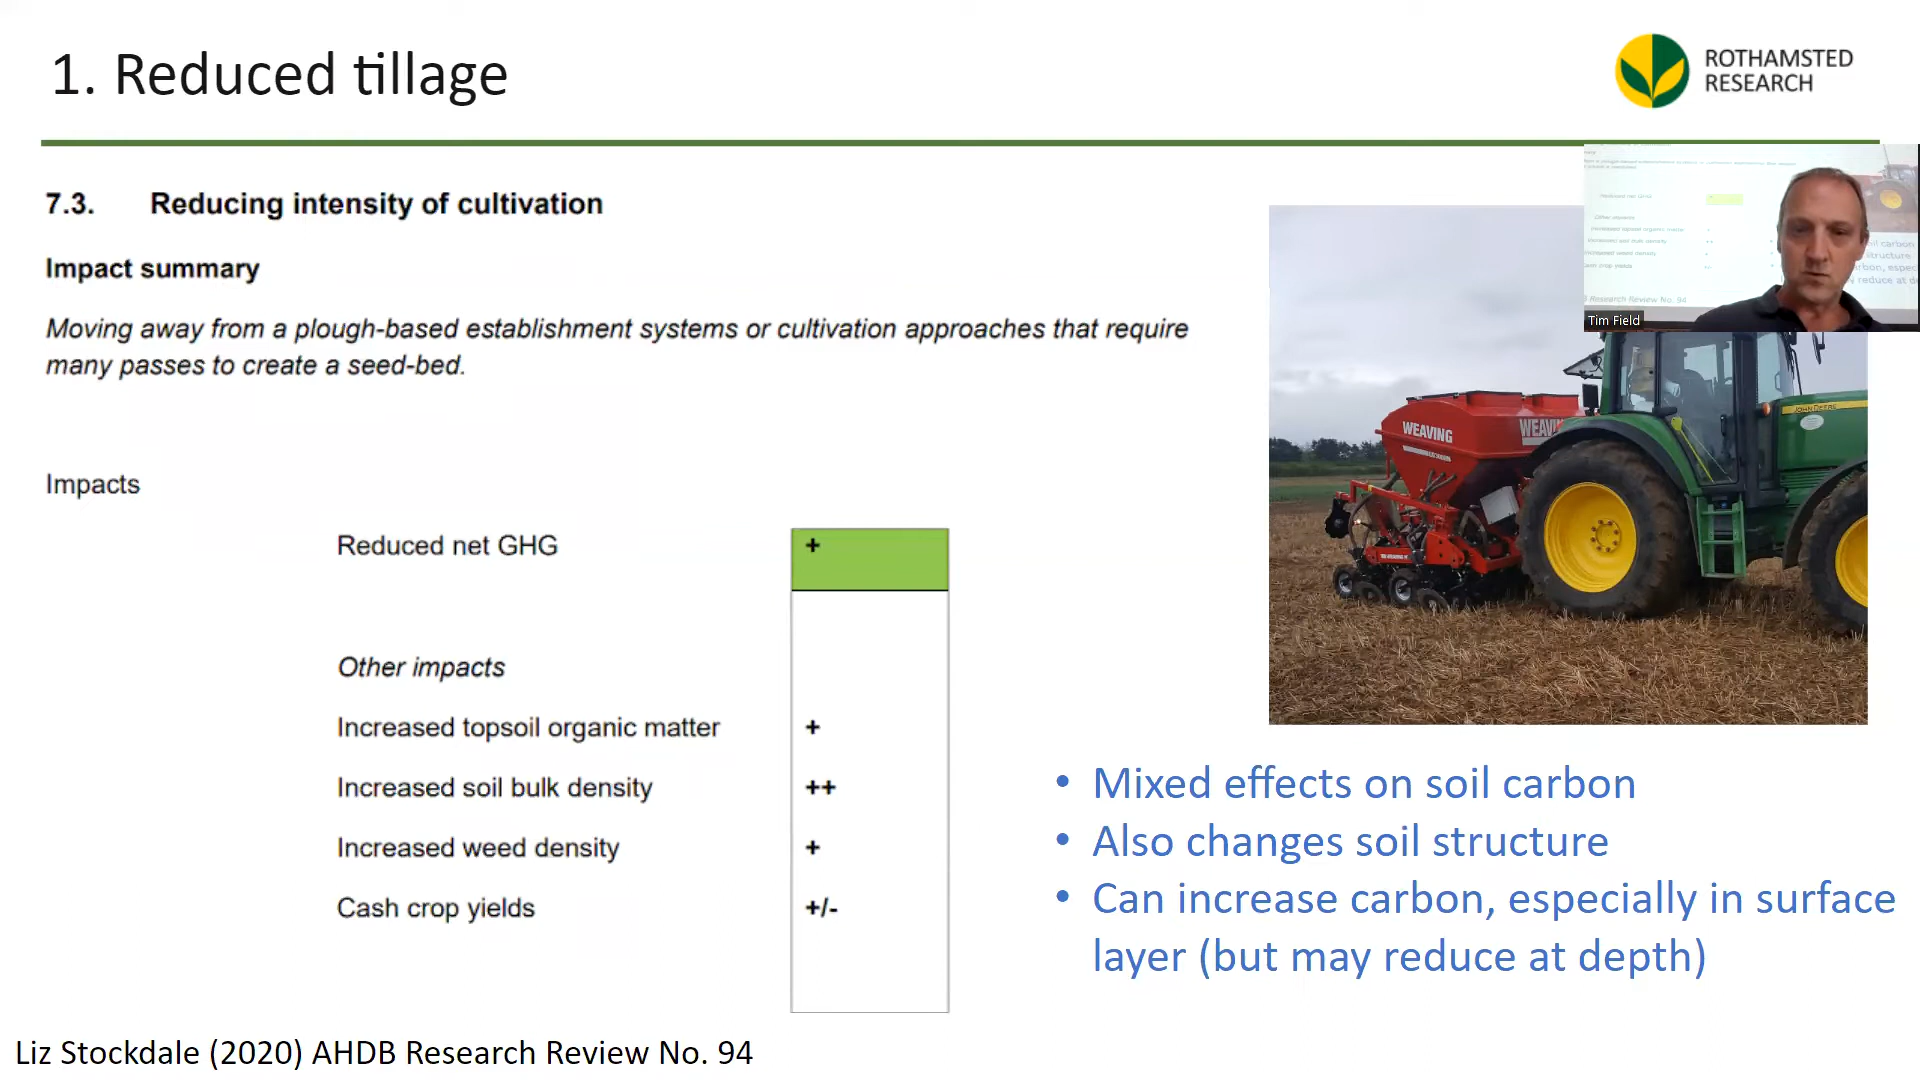 1. Reduced tillage
ROTHAMSTED
RESEARCH
7.3. Reducing intensity of cultivation
Impact summary
Moving away from a plough-based establishment systems or cultivation approaches that require
many passes to create a seed-bed.
Impacts
Reduced net GHG +
Other impacts
Increased topsoil organic matter +
Increased soil bulk density ++
Increased weed density +
Cash crop yields +/-
Tim Field
WEAVING
JOHN DEERE
• Mixed effects on soil carbon
• Also changes soil structure
• Can increase carbon, especially in surface
layer (but may reduce at depth)
Liz Stockdale (2020) AHDB Research Review No. 94